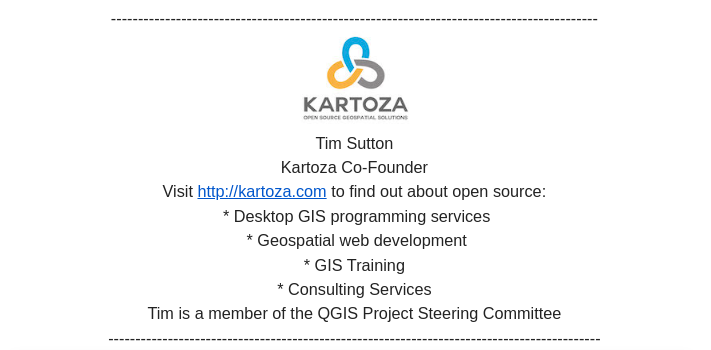 ------------------------------------------------------------------------------------------
KARTOZA
OPEN SOURCE GEOSPATIAL SOLUTIONS
Tim Sutton
Kartoza Co-Founder
Visit http://kartoza.com to find out about open source:
* Desktop GIS programming services
* Geospatial web development
* GIS Training
* Consulting Services
Tim is a member of the QGIS Project Steering Committee
-------------------------------------------------------------------------------------------